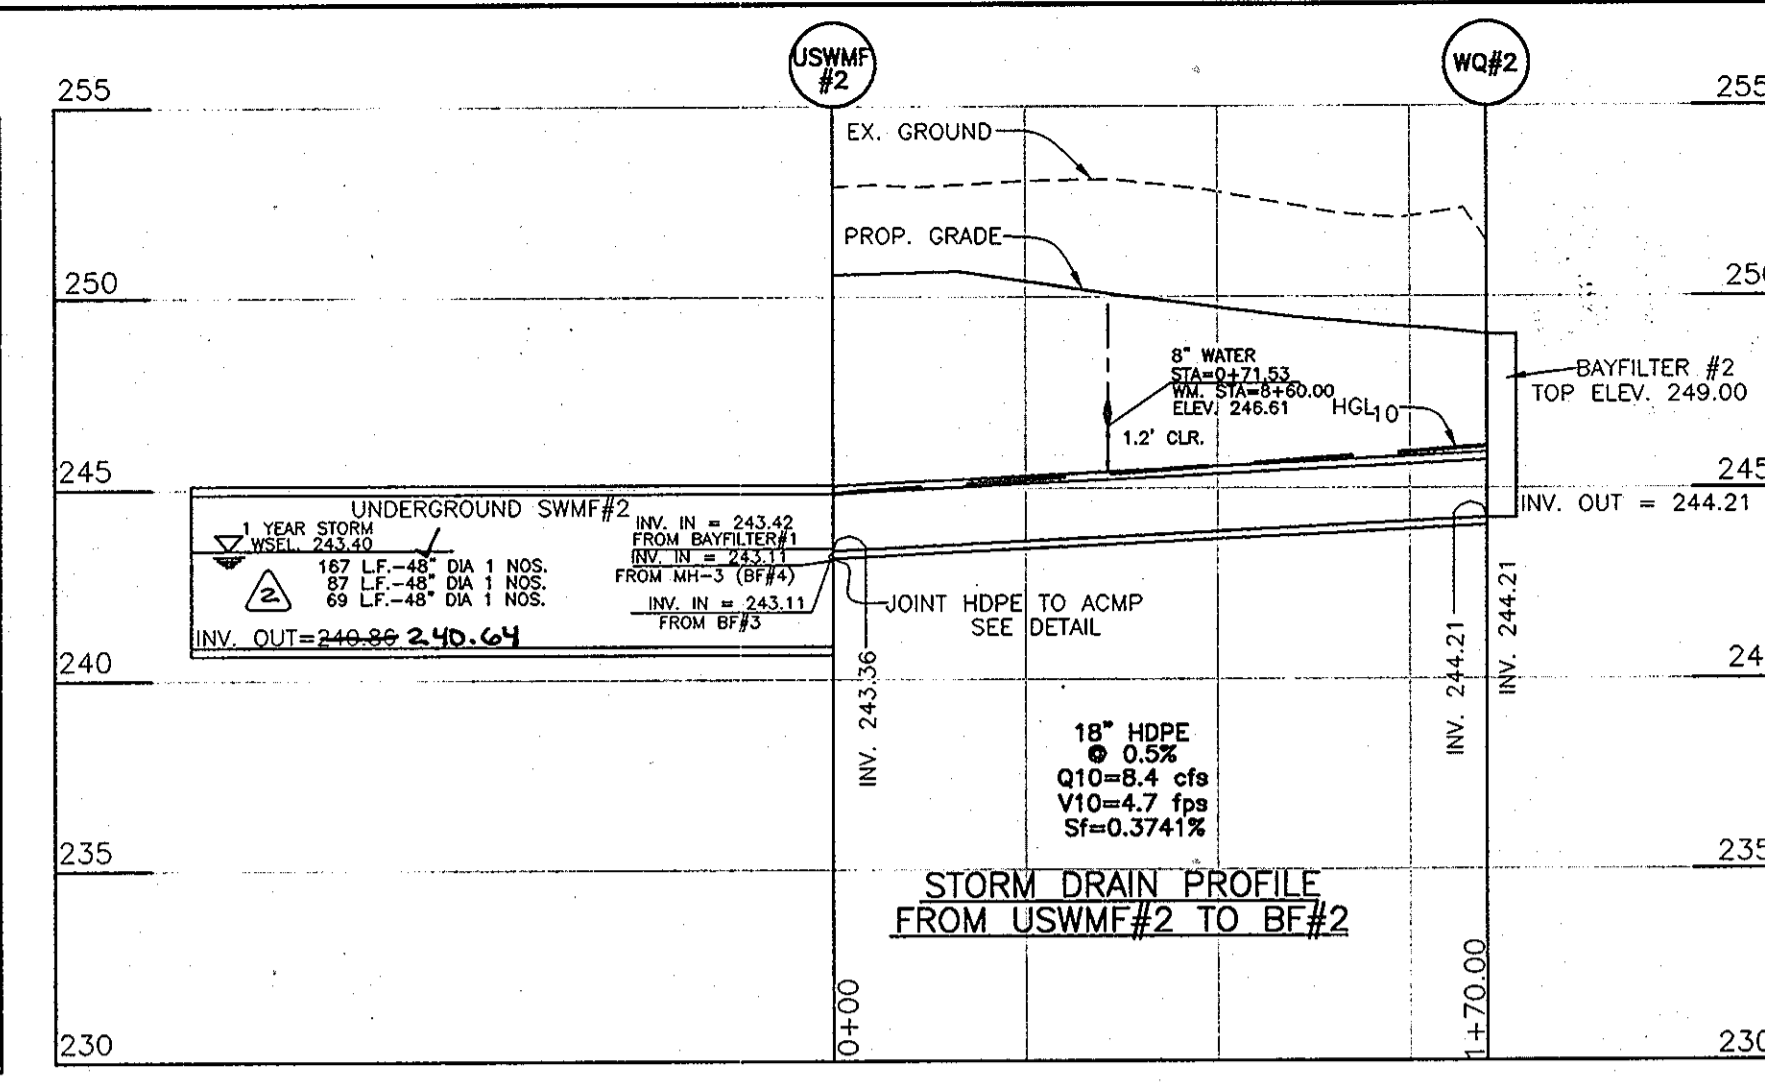 USWMF
#2
WQ#2
255
255
EX. GROUND
PROP. GRADE
250
250
8" WATER
STA=0+71.53
WM. STA=8+60.00
ELEV. 246.61
HGL10
1.2' CLR.
BAYFILTER #2
TOP ELEV. 249.00
245
245
INV. OUT = 244.21
UNDERGROUND SWMF#2
1 YEAR STORM
WSEL. 243.40
167 L.F.-48" DIA 1 NOS.
87 L.F.-48" DIA 1 NOS.
69 L.F.-48" DIA 1 NOS.
2
INV. OUT=240.86 240.64
INV. IN = 243.42
FROM BAYFILTER#1
INV. IN = 243.11
FROM MH-3 (BF#4)
INV. IN = 243.11
FROM BF#3
JOINT HDPE TO ACMP
SEE DETAIL
240
24
INV. 243.36
INV. 244.21
INV. 244.21
18" HDPE
@ 0.5%
Q10=8.4 cfs
V10=4.7 fps
Sf=0.3741%
235
235
STORM DRAIN PROFILE
FROM USWMF#2 TO BF#2
0+00
1+70.00
230
230